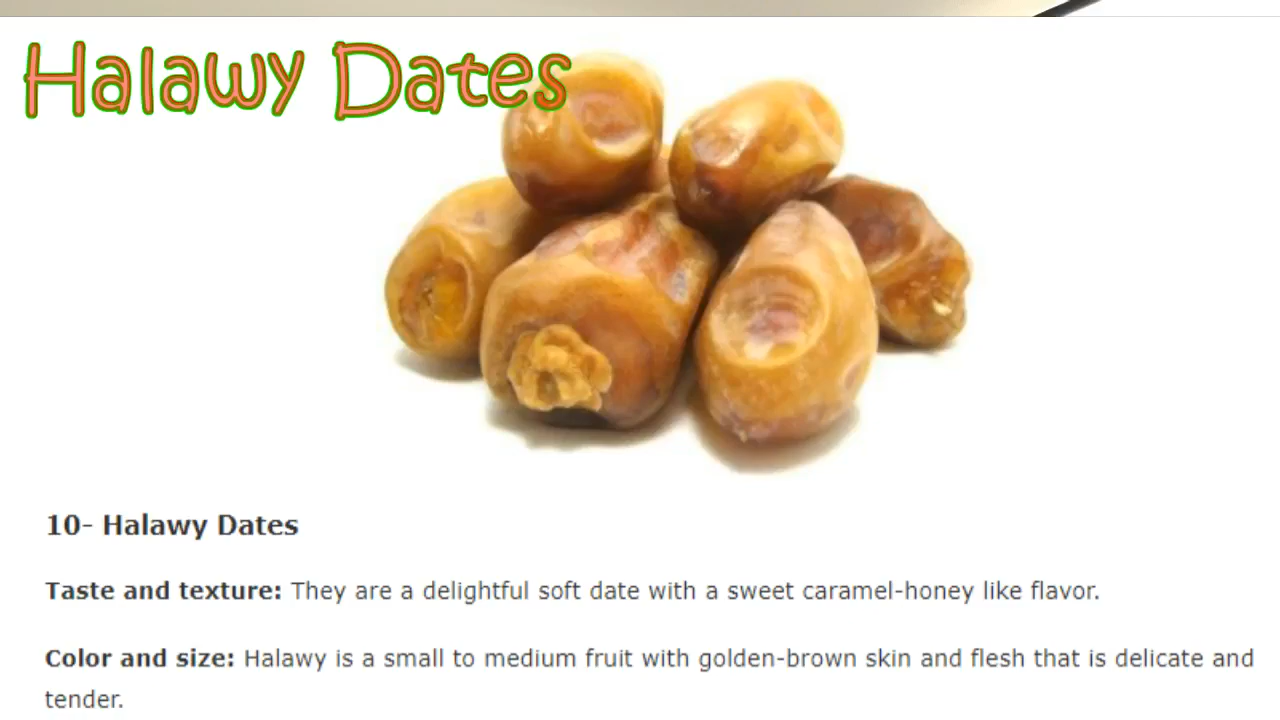 Halawy Dates
10- Halawy Dates
Taste and texture: They are a delightful soft date with a sweet caramel-honey like flavor.
Color and size: Halawy is a small to medium fruit with golden-brown skin and flesh that is delicate and
tender.